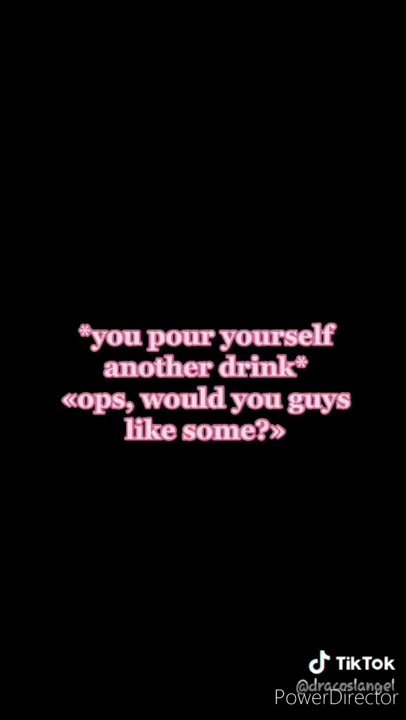 *you pour yourself
another drink*
«ops, would you guys
like some?»
TikTok
@dracoslangel
PowerDirector